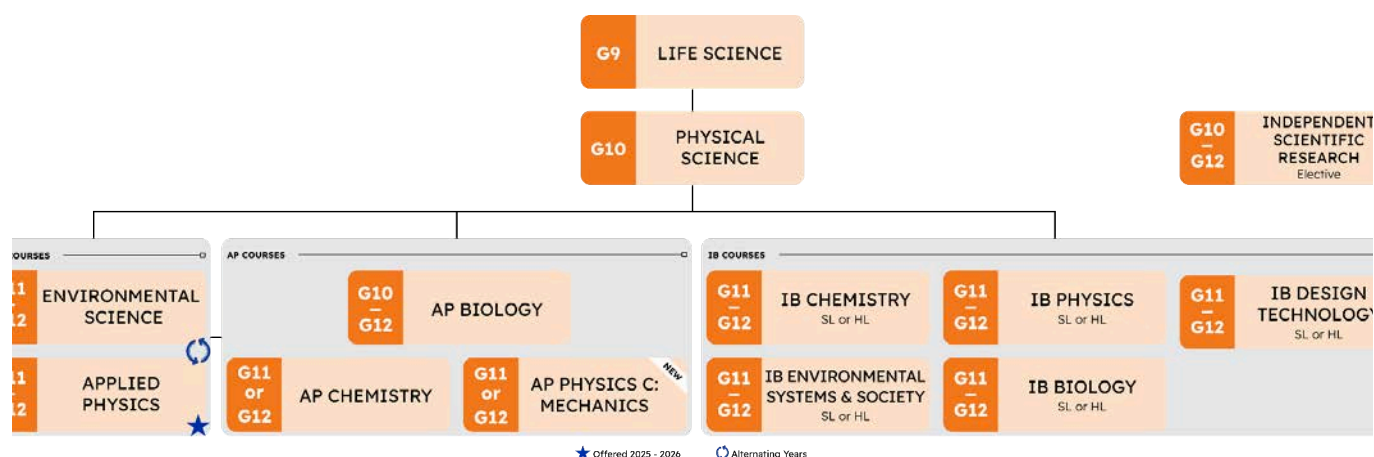 G9
LIFE SCIENCE
G10
PHYSICAL
SCIENCE
G10
—
G12
INDEPENDENT
SCIENTIFIC
RESEARCH
Elective
OURSES
11
—
12
ENVIRONMENTAL
SCIENCE
11
—
12
APPLIED
PHYSICS
AP COURSES
G10
—
G12
AP BIOLOGY
G11
or
G12
AP CHEMISTRY
G11
or
G12
AP PHYSICS C:
MECHANICS
NEW
IB COURSES
G11
—
G12
IB CHEMISTRY
SL or HL
G11
—
G12
IB PHYSICS
SL or HL
G11
—
G12
IB DESIGN
TECHNOLOGY
SL or HL
G11
—
G12
IB ENVIRONMENTAL
SYSTEMS & SOCIETY
SL or HL
G11
—
G12
IB BIOLOGY
SL or HL
Offered 2025 - 2026
Alternating Years